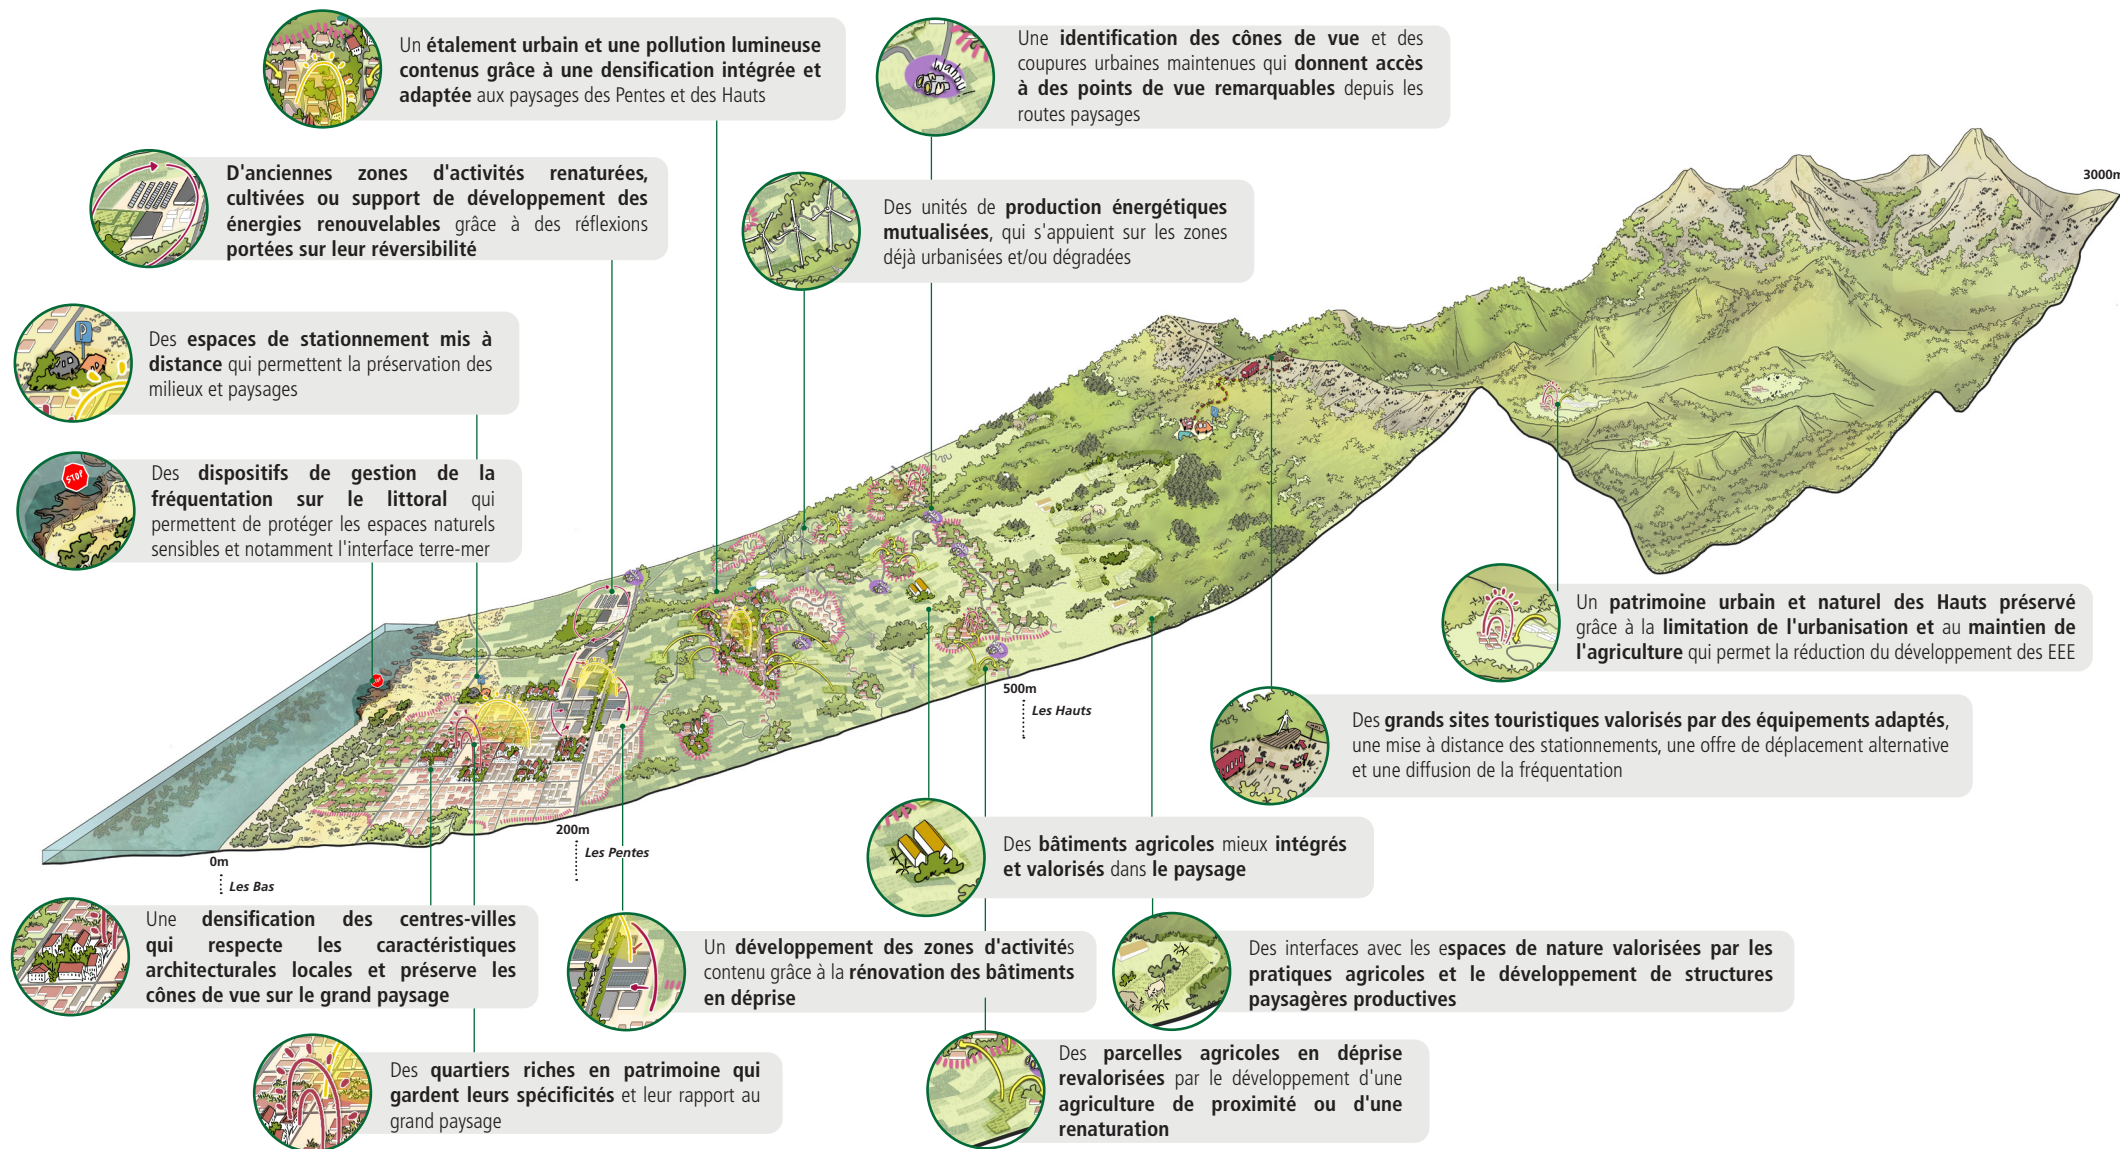 Un étalement urbain et une pollution lumineuse
contenus grâce à une densification intégrée et
adaptée aux paysages des Pentes et des Hauts
Une identification des cônes de vue et des
coupures urbaines maintenues qui donnent accès
à des points de vue remarquables depuis les
routes paysages
wahou!
D'anciennes zones d'activités renaturées,
cultivées ou support de développement des
énergies renouvelables grâce à des réflexions
portées sur leur réversibilité
Des unités de production énergétiques
mutualisées, qui s'appuient sur les zones
déjà urbanisées et/ou dégradées
3000m
P
Des espaces de stationnement mis à
distance qui permettent la préservation des
milieux et paysages
STOP
Des dispositifs de gestion de la
fréquentation sur le littoral qui
permettent de protéger les espaces naturels
sensibles et notamment l'interface terre-mer
Un patrimoine urbain et naturel des Hauts préservé
grâce à la limitation de l'urbanisation et au maintien de
l'agriculture qui permet la réduction du développement des EEE
500m
Les Hauts
Des grands sites touristiques valorisés par des équipements adaptés,
une mise à distance des stationnements, une offre de déplacement alternative
et une diffusion de la fréquentation
200m
Les Pentes
0m
Les Bas
Des bâtiments agricoles mieux intégrés
et valorisés dans le paysage
Une densification des centres-villes
qui respecte les caractéristiques
architecturales locales et préserve les
cônes de vue sur le grand paysage
Un développement des zones d'activités
contenu grâce à la rénovation des bâtiments
en déprise
Des interfaces avec les espaces de nature valorisées par les
pratiques agricoles et le développement de structures
paysagères productives
Des quartiers riches en patrimoine qui
gardent leurs spécificités et leur rapport au
grand paysage
Des parcelles agricoles en déprise
revalorisées par le développement d'une
agriculture de proximité ou d'une
renaturation